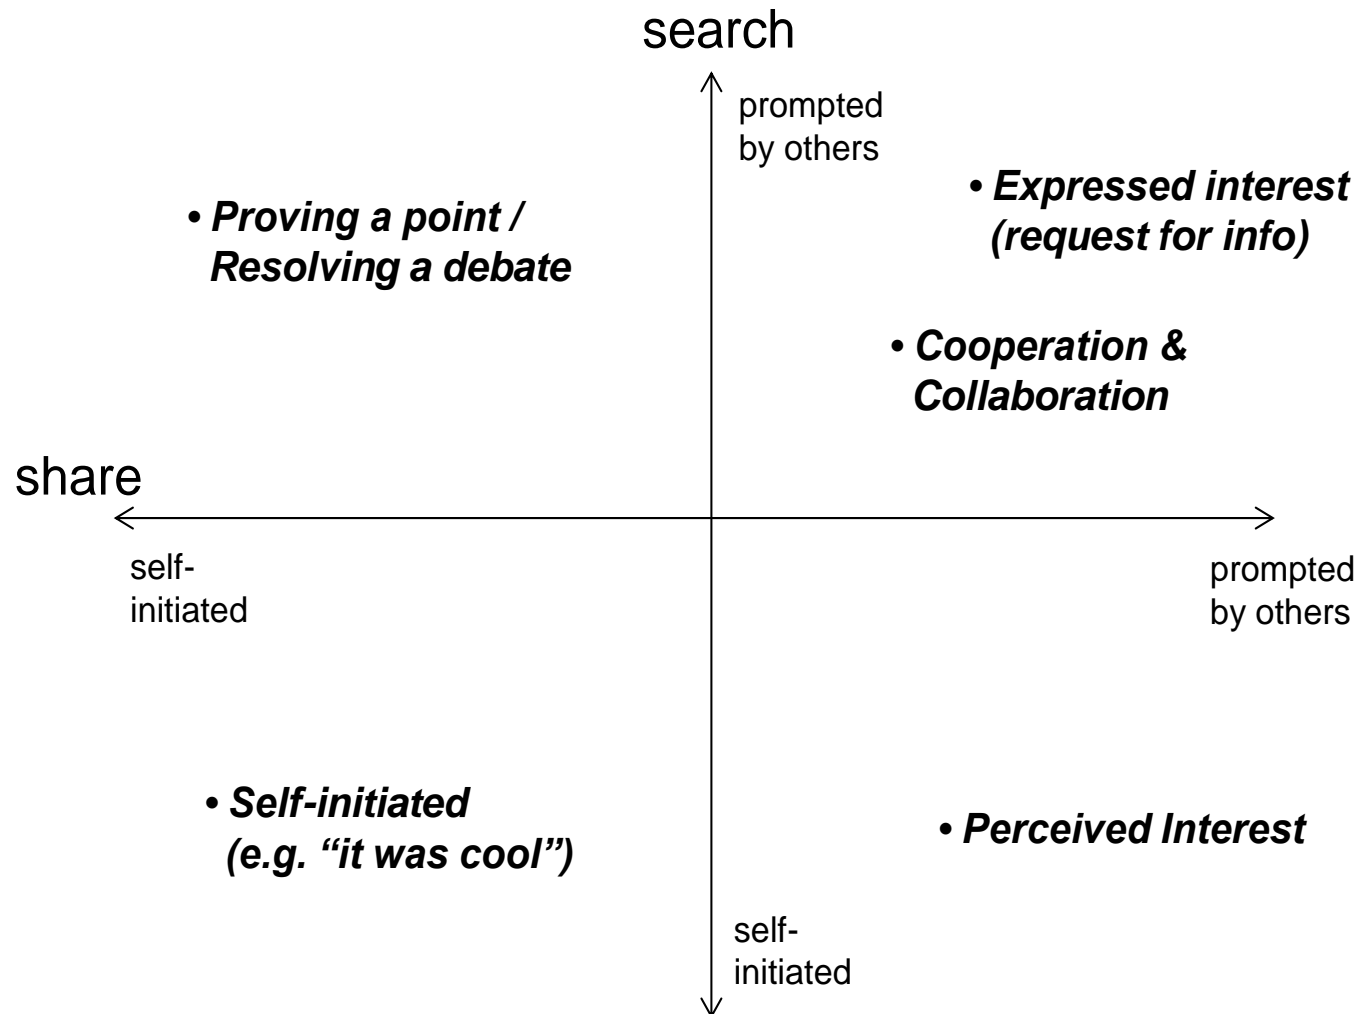 search
prompted
by others
• Expressed interest
(request for info)
• Proving a point /
Resolving a debate
• Cooperation &
Collaboration
share
self-
initiated
prompted
by others
• Self-initiated
(e.g. “it was cool”)
• Perceived Interest
self-
initiated